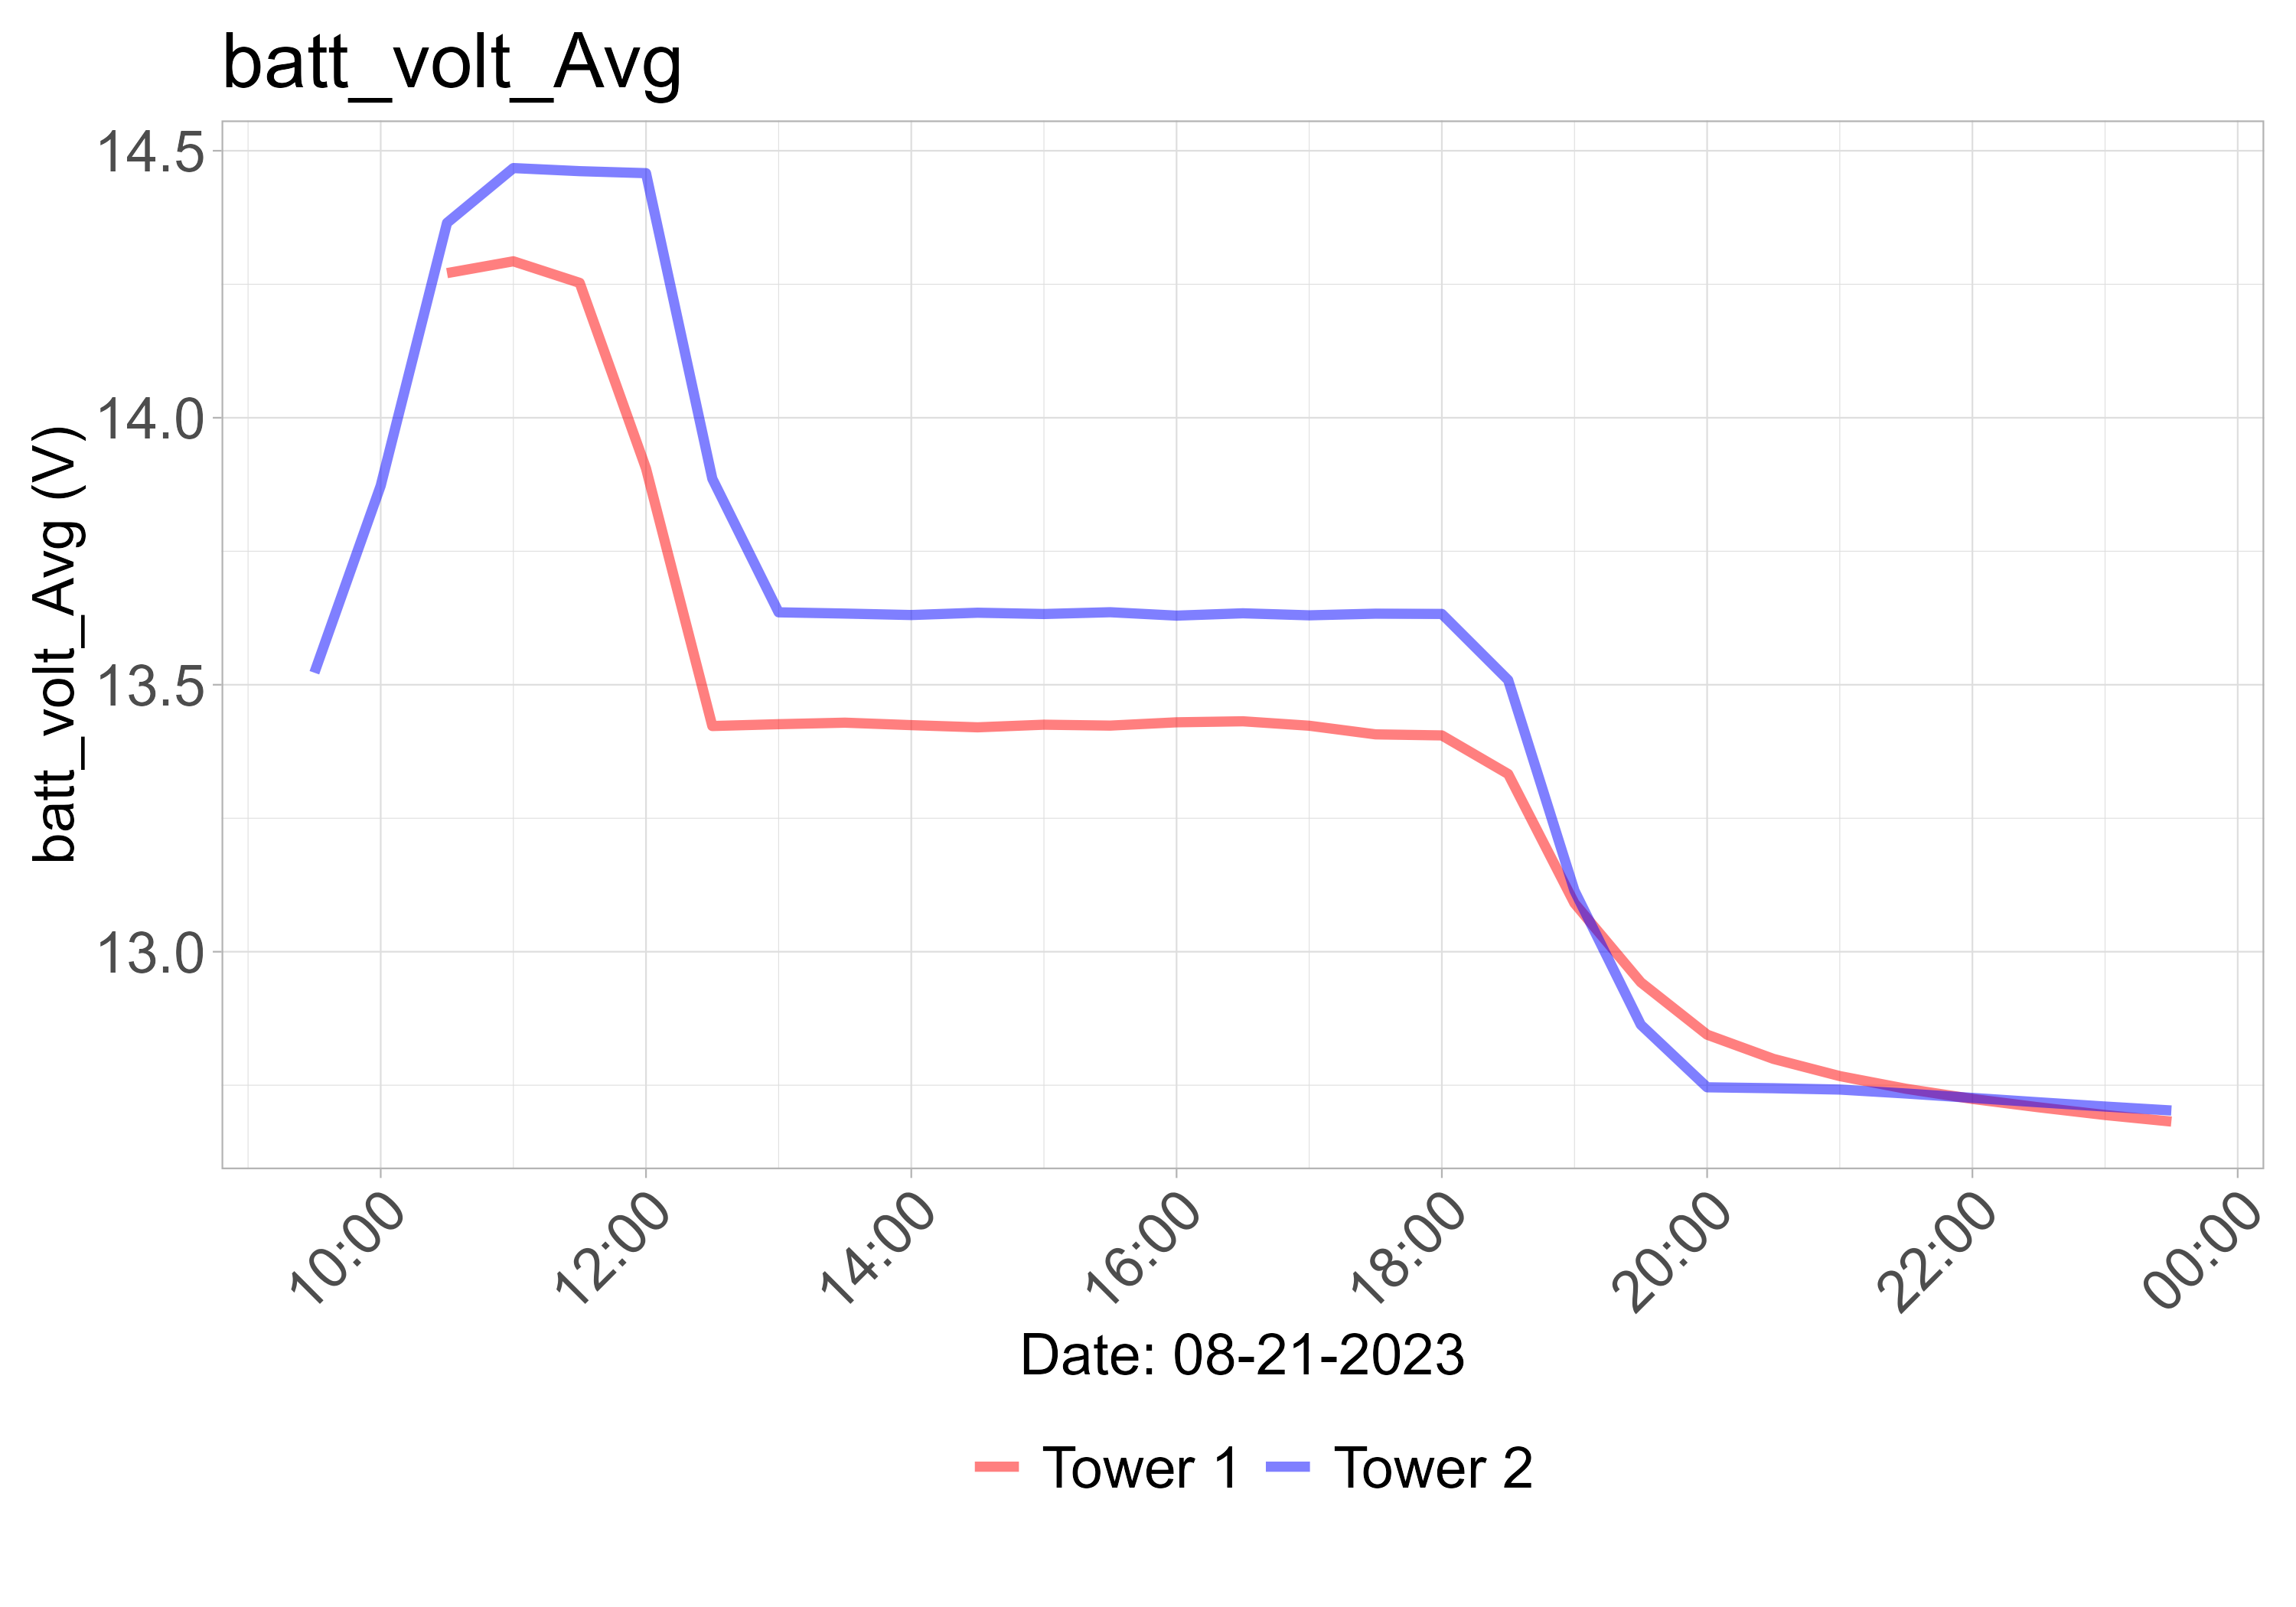 batt_volt_Avg
batt_volt_Avg (V)
14.5
14.0
13.5
13.0
10:00 12:00 14:00 16:00 18:00 20:00 22:00 00:00
Date: 08-21-2023
Tower 1 Tower 2